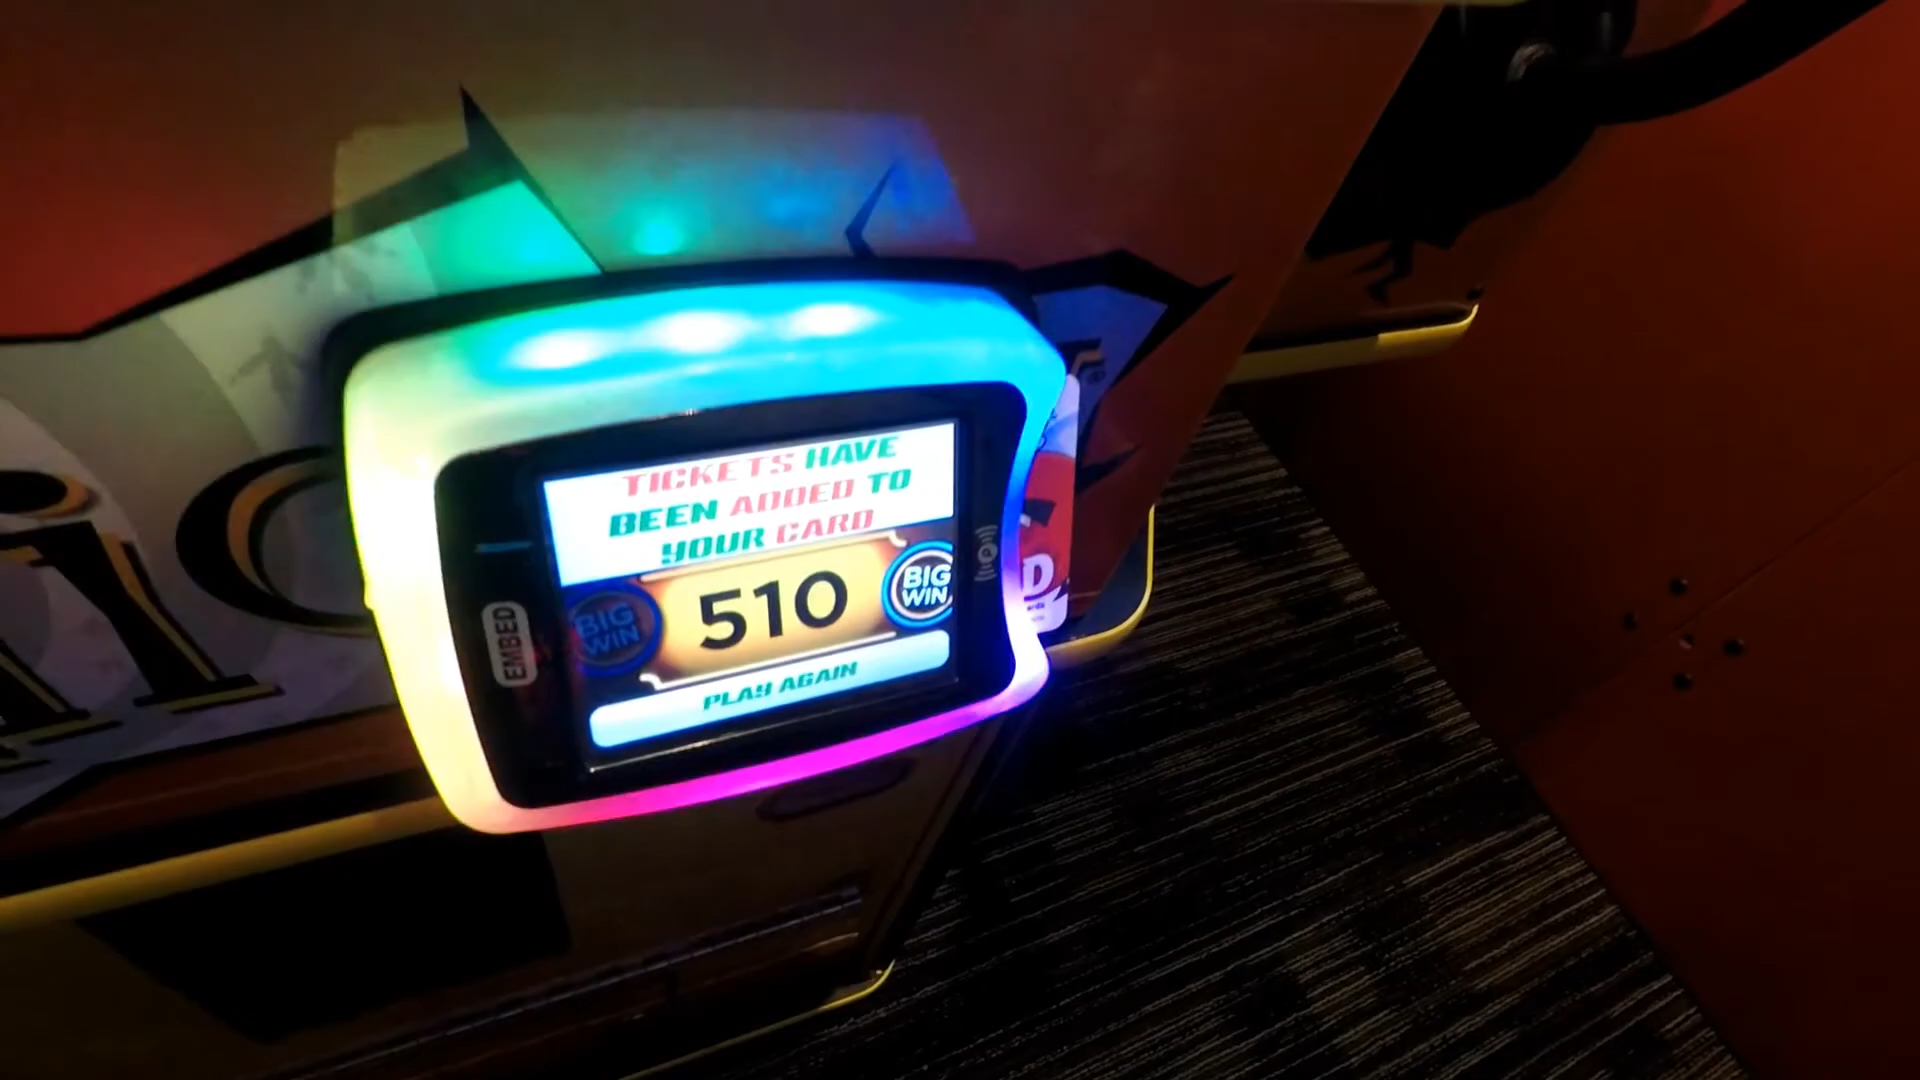 TICKETS HAVE
BEEN ADDED TO
YOUR CARD
BIG
WIN
510
BIG
WIN
PLAY AGAIN
EMBED